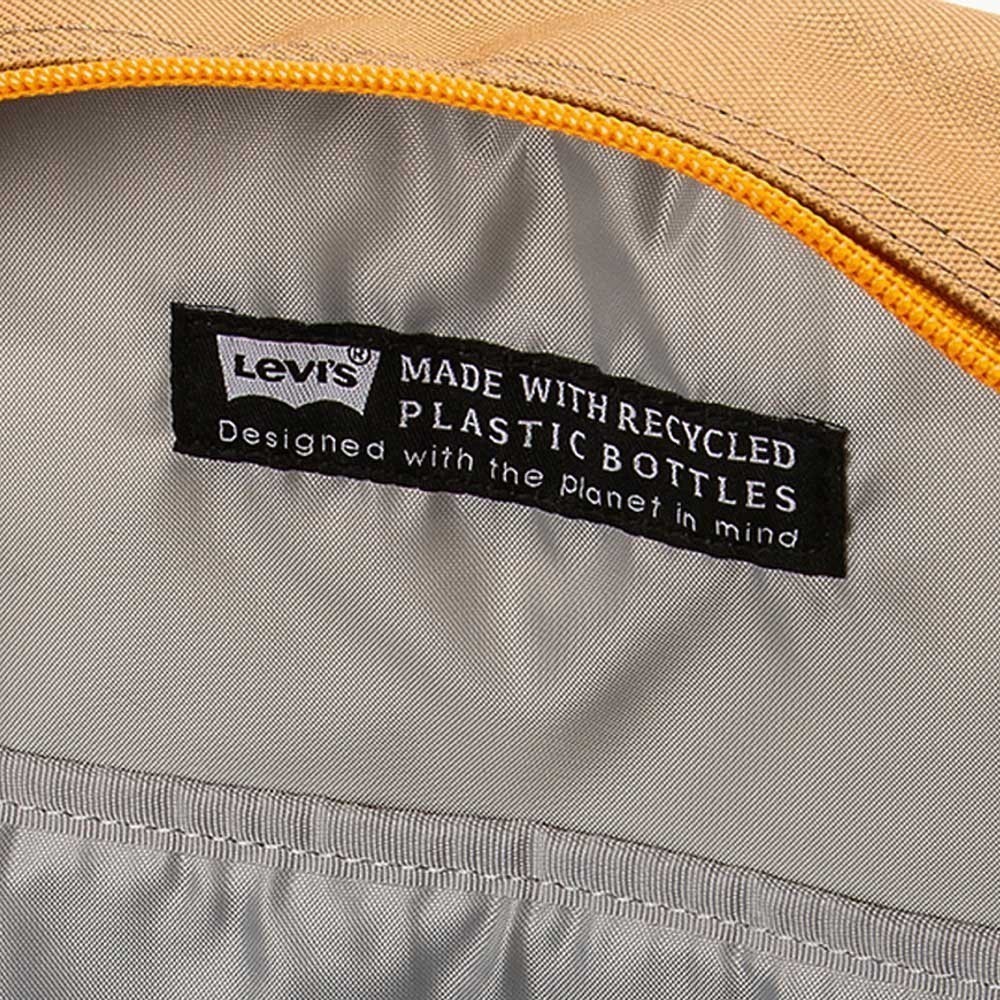 Levi's®
MADE WITH RECYCLED
PLASTIC BOTTLES
Designed with the planet in mind